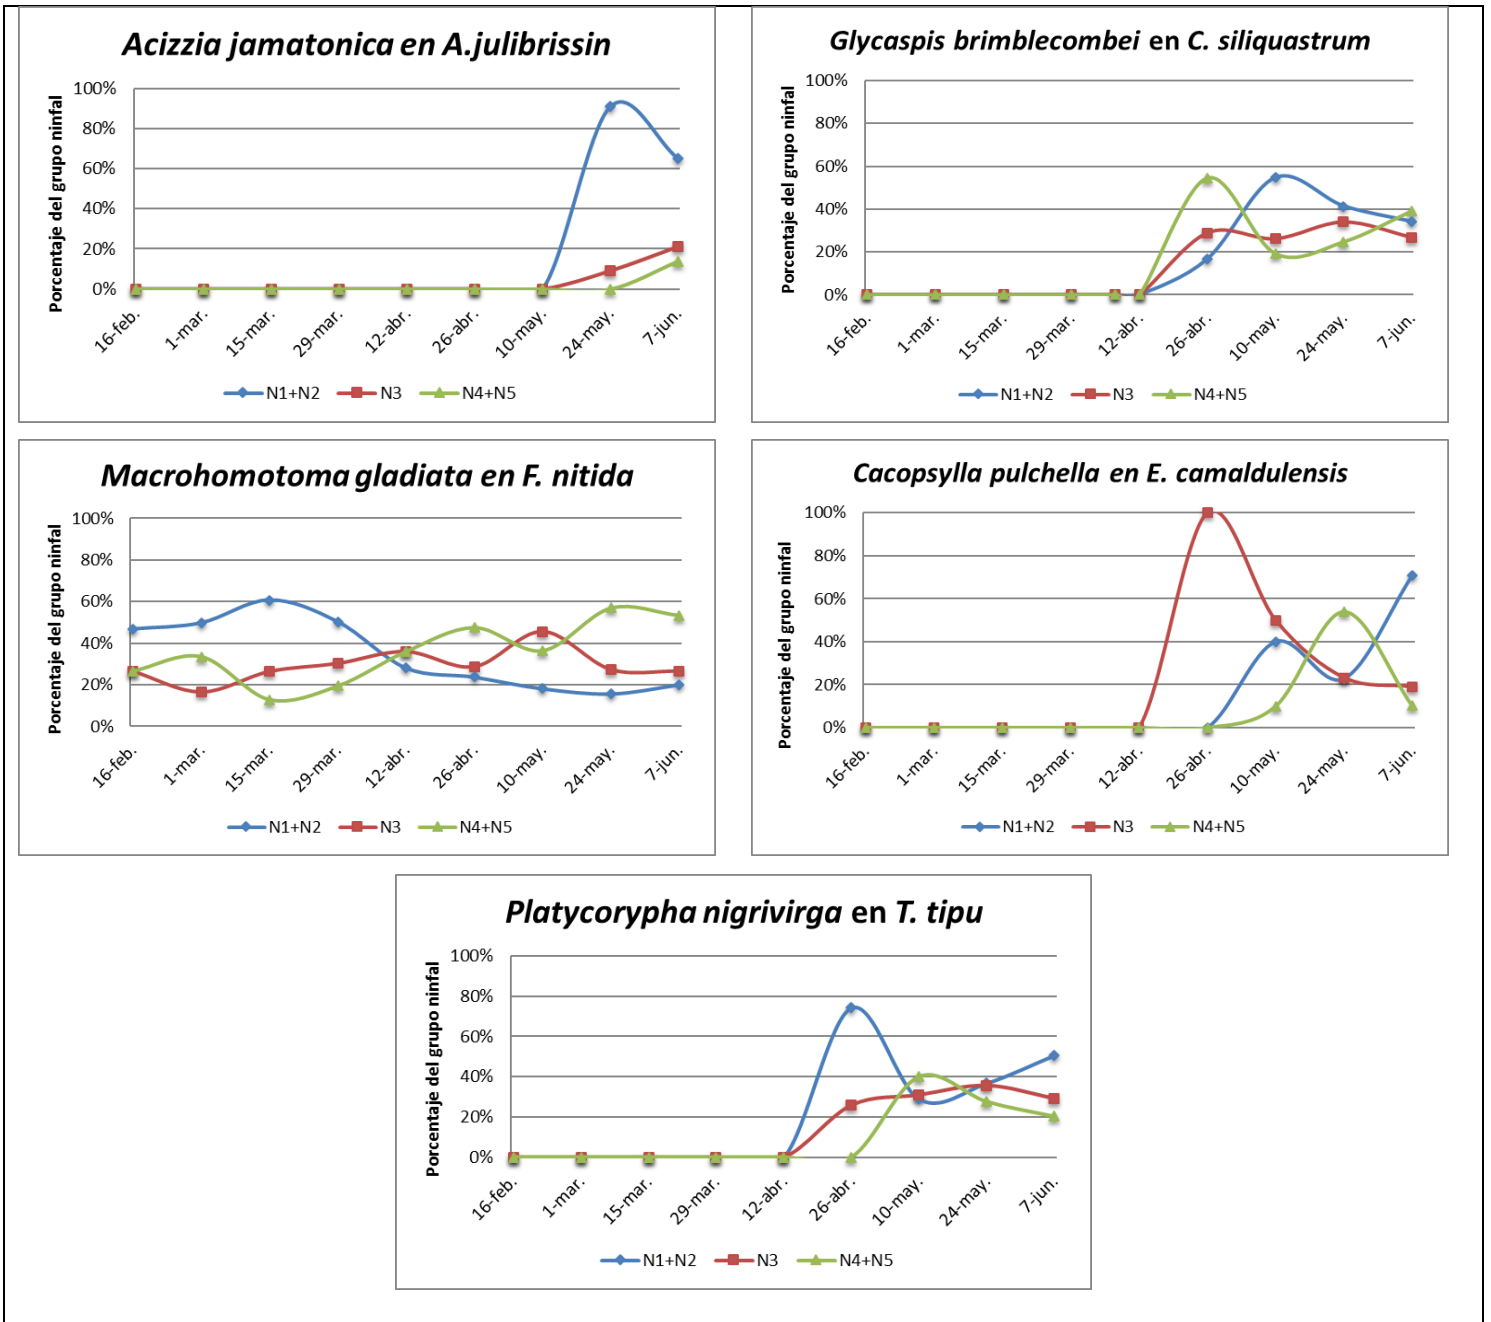 Acizzia jamatonica en A.julibrissin
Porcentaje del grupo ninfal
100%
80%
60%
40%
20%
0%
16-feb.
1-mar.
15-mar.
29-mar.
12-abr.
26-abr.
10-may.
24-may.
7-jun.
N1+N2 N3 N4+N5
Glycaspis brimblecombei en C. siliquastrum
Porcentaje del grupo ninfal
100%
80%
60%
40%
20%
0%
16-feb.
1-mar.
15-mar.
29-mar.
12-abr.
26-abr.
10-may.
24-may.
7-jun.
N1+N2 N3 N4+N5
Macrohomotoma gladiata en F. nitida
Porcentaje del grupo ninfal
100%
80%
60%
40%
20%
0%
16-feb.
1-mar.
15-mar.
29-mar.
12-abr.
26-abr.
10-may.
24-may.
7-jun.
N1+N2 N3 N4+N5
Cacopsylla pulchella en E. camaldulensis
Porcentaje del grupo ninfal
100%
80%
60%
40%
20%
0%
16-feb.
1-mar.
15-mar.
29-mar.
12-abr.
26-abr.
10-may.
24-may.
7-jun.
N1+N2 N3 N4+N5
Platycorypha nigrivirga en T. tipu
Porcentaje del grupo ninfal
100%
80%
60%
40%
20%
0%
16-feb.
1-mar.
15-mar.
29-mar.
12-abr.
26-abr.
10-may.
24-may.
7-jun.
N1+N2 N3 N4+N5